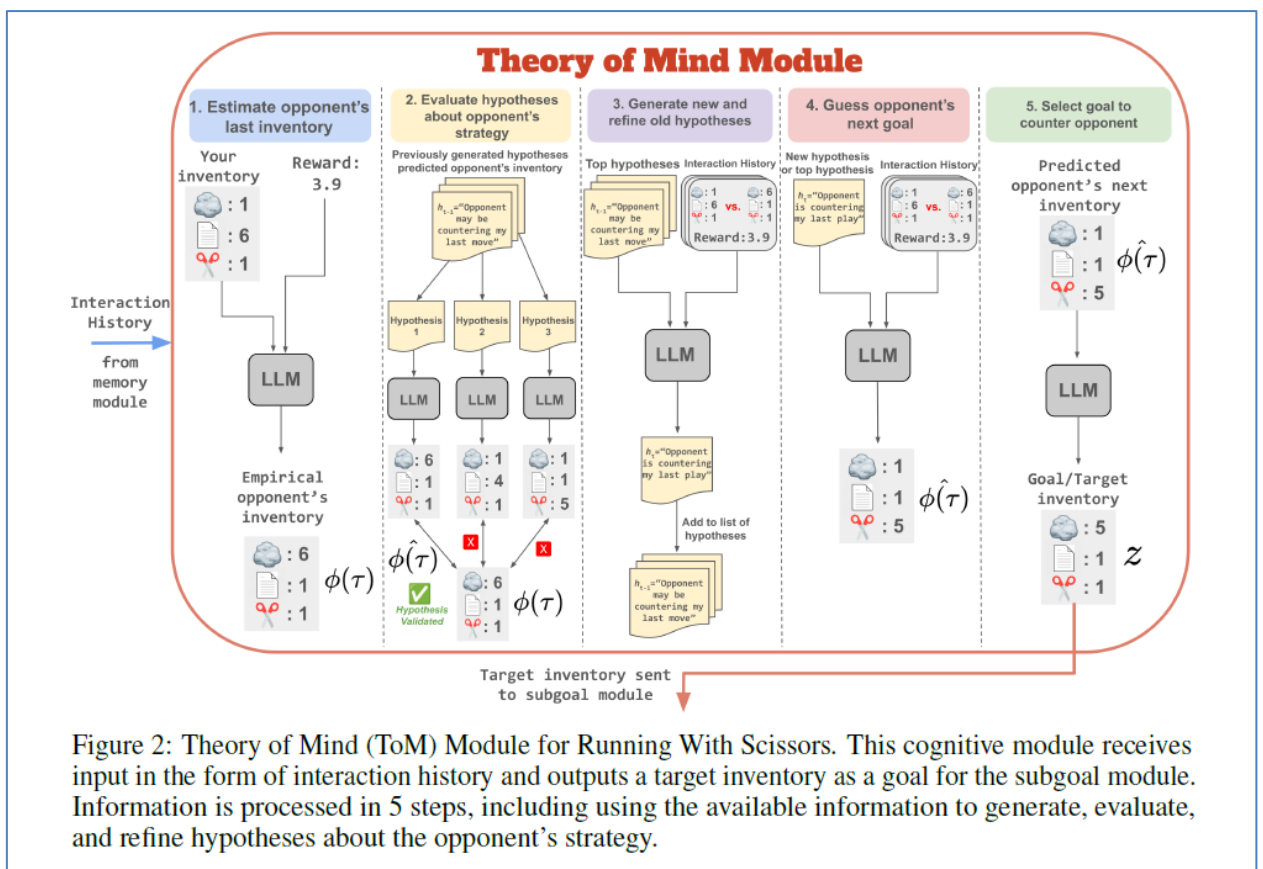 Theory of Mind Module
1. Estimate opponent's
last inventory
Your
inventory
Reward:
3.9
: 1
: 6
: 1
LLM
Empirical
opponent's
inventory
: 6
: 1
: 1
ϕ(τ)
Interaction
History
from
memory
module
2. Evaluate hypotheses
about opponent's
strategy
Previously generated hypotheses
predicted opponent's inventory
hₜ₋₁="Opponent
may be
countering my
last move"
Hypothesis
1
Hypothesis
2
Hypothesis
3
LLM
LLM
LLM
: 6
: 1
: 1
: 1
: 4
: 1
: 1
: 1
: 5
ϕ(τ)̂
X
X
Hypothesis
Validated
: 6
: 1
: 1
ϕ(τ)
3. Generate new and
refine old hypotheses
Top hypotheses
Interaction History
hₜ₋₁="Opponent
may be
countering my
last move"
: 1
: 6
: 1
vs.
: 6
: 1
: 1
Reward:3.9
LLM
hₜ="Opponent
is countering
my last play"
Add to list of
hypotheses
hₜ₋₁="Opponent
may be
countering my
last move"
4. Guess opponent's
next goal
New hypothesis
or top hypothesis
Interaction History
hₜ="Opponent
is countering
my last play"
: 1
: 6
: 1
vs.
: 6
: 1
: 1
Reward:3.9
LLM
: 1
: 1
: 5
ϕ(τ)̂
5. Select goal to
counter opponent
Predicted
opponent's next
inventory
: 1
: 1
: 5
ϕ(τ)̂
LLM
Goal/Target
inventory
: 5
: 1
: 1
z
Target inventory sent
to subgoal module
Figure 2: Theory of Mind (ToM) Module for Running With Scissors. This cognitive module receives
input in the form of interaction history and outputs a target inventory as a goal for the subgoal module.
Information is processed in 5 steps, including using the available information to generate, evaluate,
and refine hypotheses about the opponent's strategy.